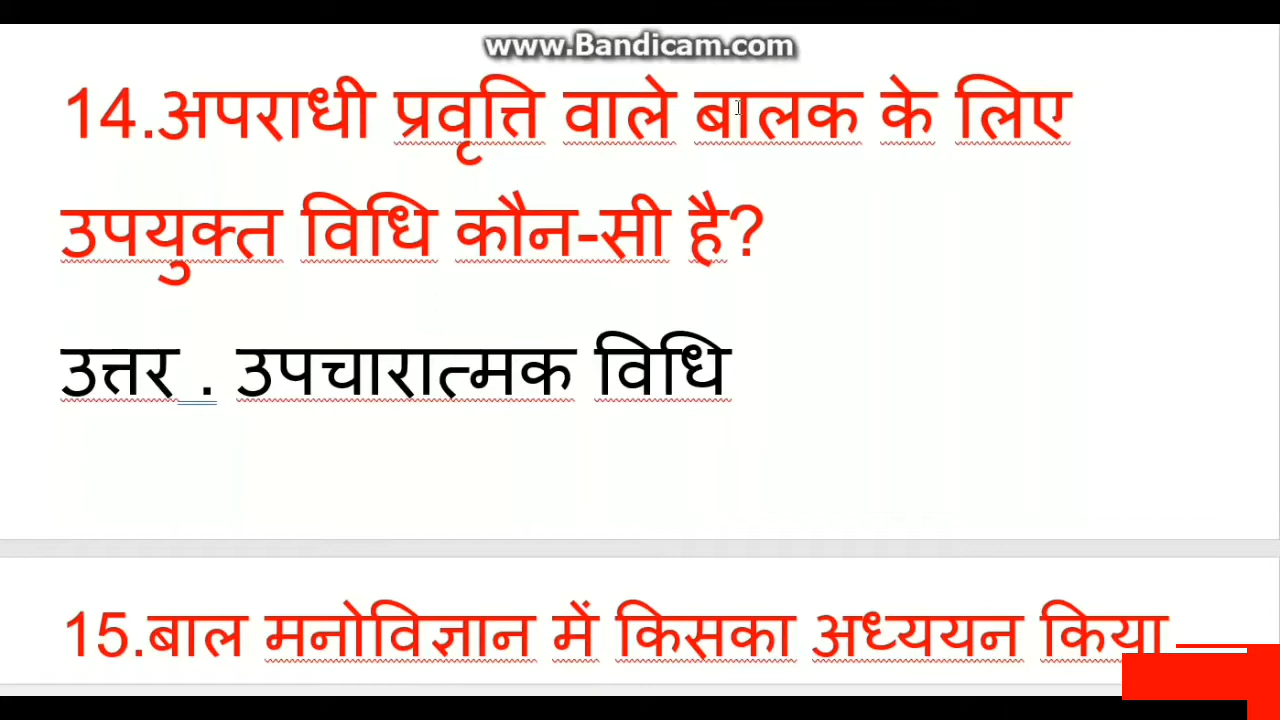 www.Bandicam.com
14.अपराधी प्रवृत्ति वाले बालक के लिए
उपयुक्त विधि कौन-सी है?
उत्तर . उपचारात्मक विधि
15.बाल मनोविज्ञान में किसका अध्ययन किया